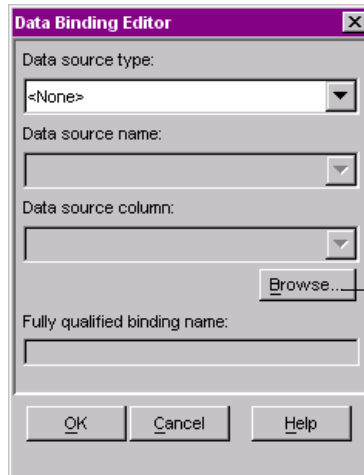 Data Binding Editor
Data source type:
<None>
Data source name:
Data source column:
Browse...
Fully qualified binding name:
OK Cancel Help